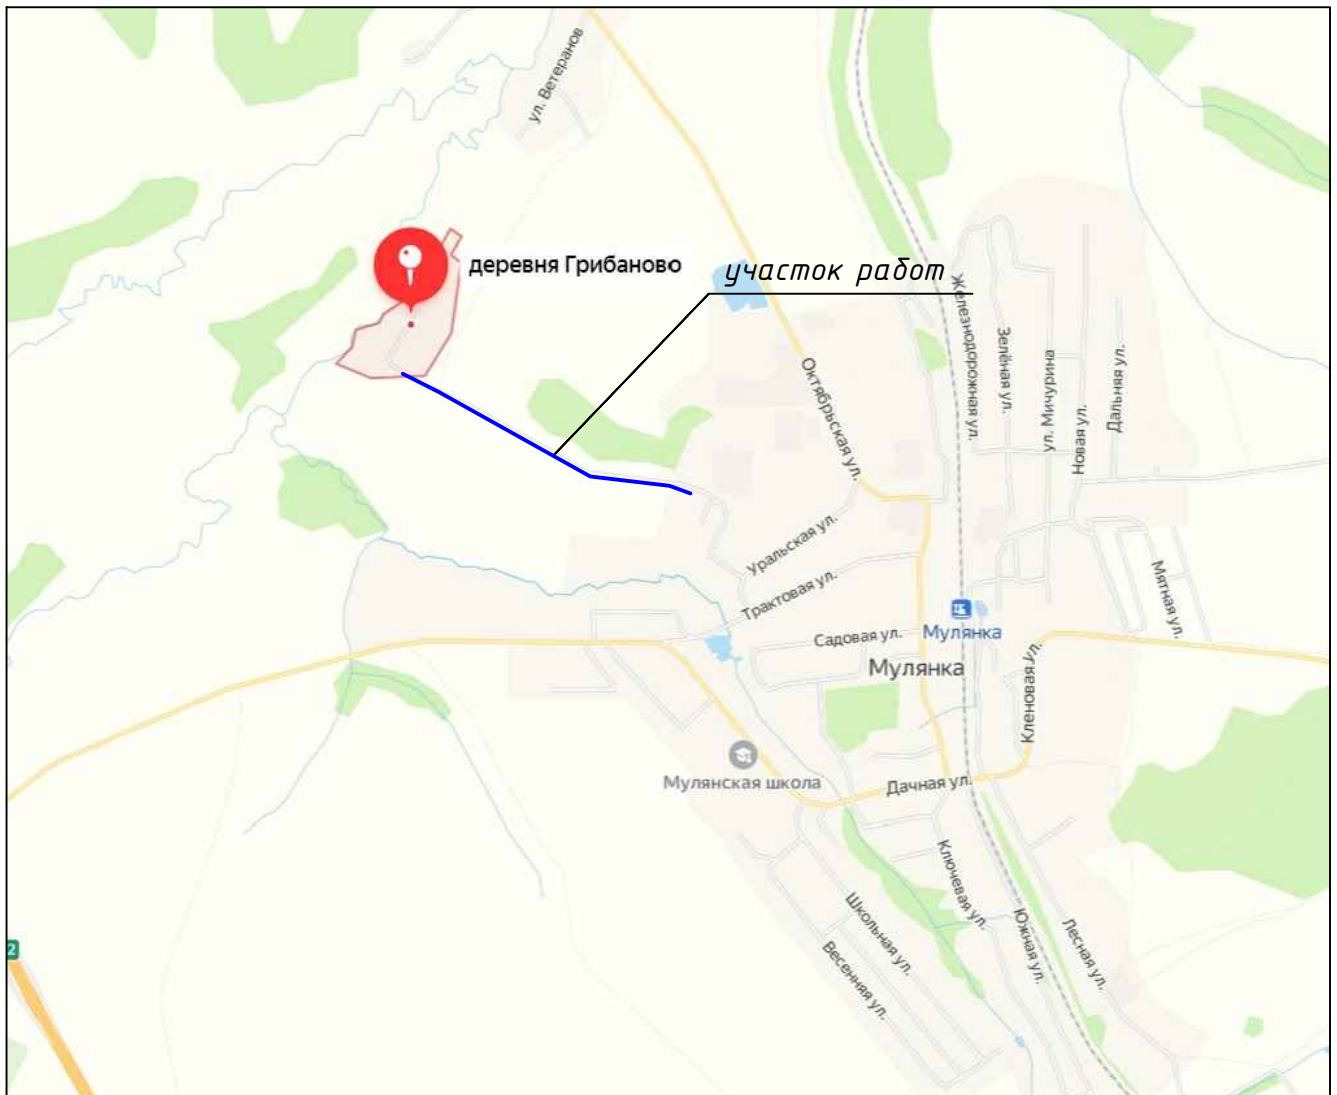 ул. Ветеранов
деревня Грибаново
участок работ
Железнодорожная ул.
Зелёная ул.
ул. Мичурина
Новая ул.
Дальняя ул.
Октябрьская ул.
Уральская ул.
Трактовая ул.
Садовая ул.
Мулянка
Мулянка
Мятная ул.
Кленовая ул.
Мулянская школа
Дачная ул.
Ключевая ул.
Школьная ул.
Весенняя ул.
Южная ул.
Лесная ул.
2